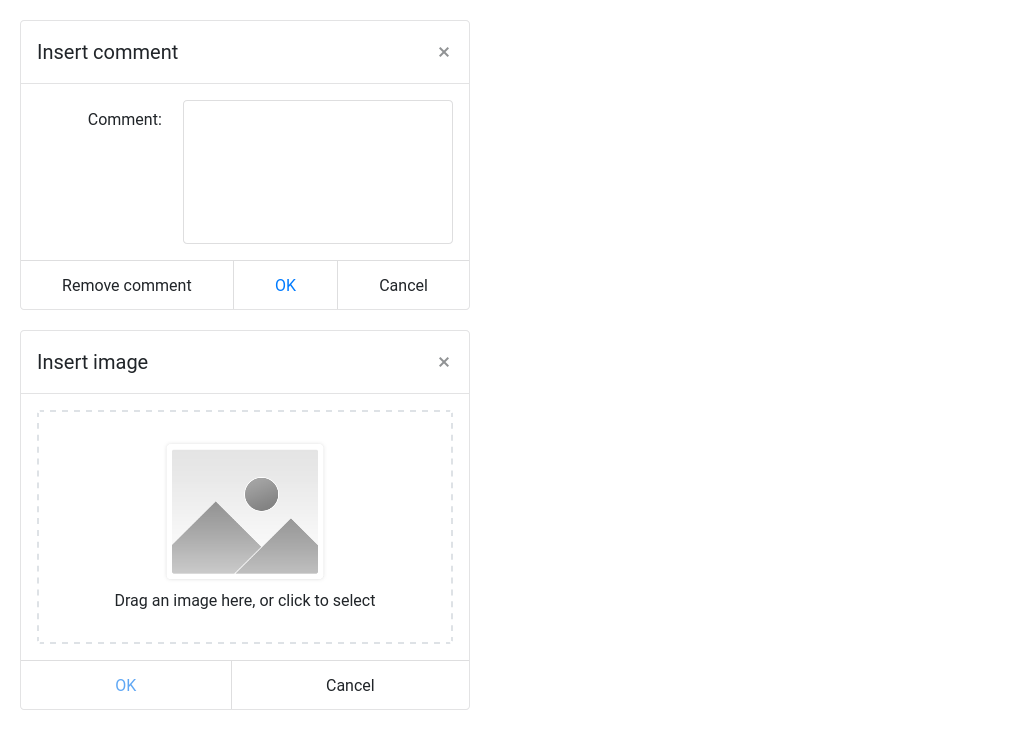 Insert comment ×
Comment:
Remove comment OK Cancel
Insert image ×
Drag an image here, or click to select
OK Cancel